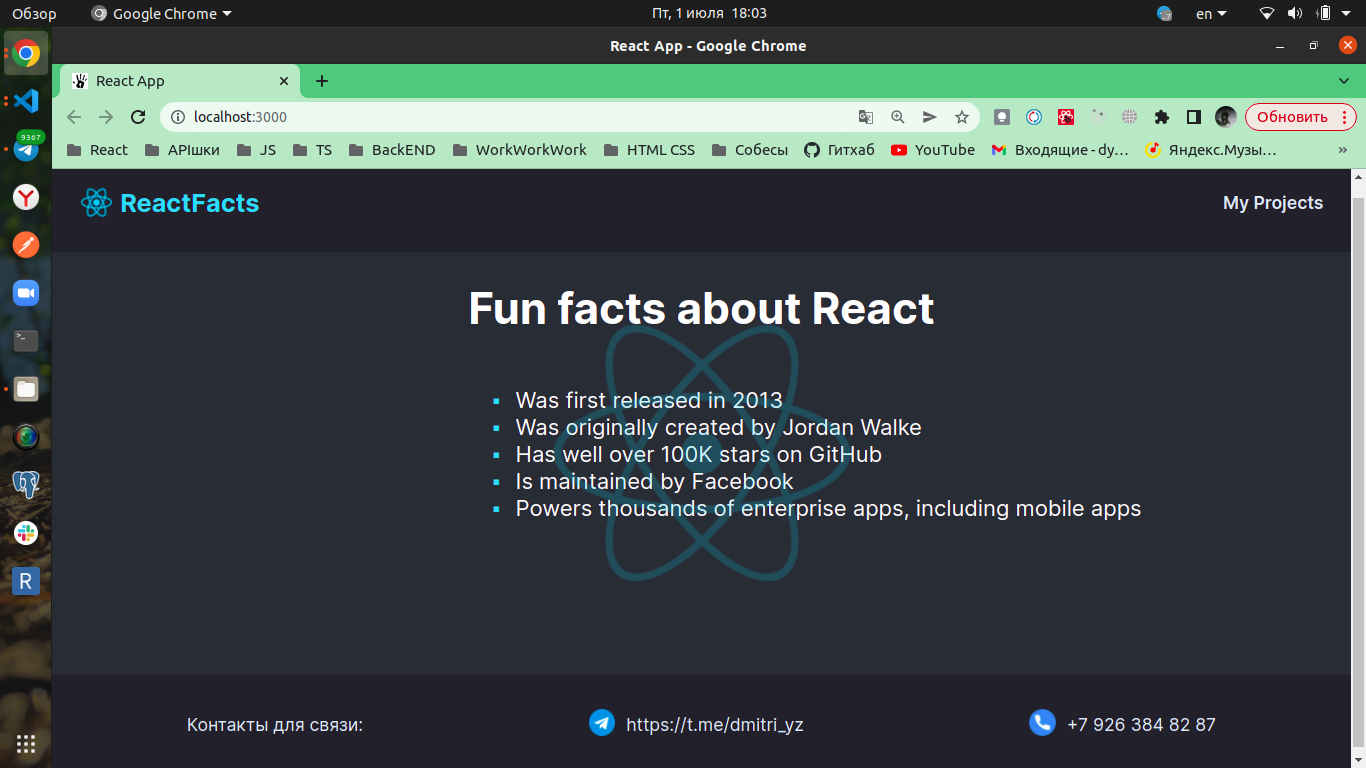 Обзор Google Chrome Пт, 1 июля 18:03 en
React App - Google Chrome
React App
localhost:3000 Обновить
React APIшки JS TS BackEND WorkWorkWork HTML CSS Собесы Гитхаб YouTube Входящие - dy… Яндекс.Музы… »
9367
ReactFacts My Projects
Fun facts about React
Was first released in 2013
Was originally created by Jordan Walke
Has well over 100K stars on GitHub
Is maintained by Facebook
Powers thousands of enterprise apps, including mobile apps
R
Контакты для связи: https://t.me/dmitri_yz +7 926 384 82 87